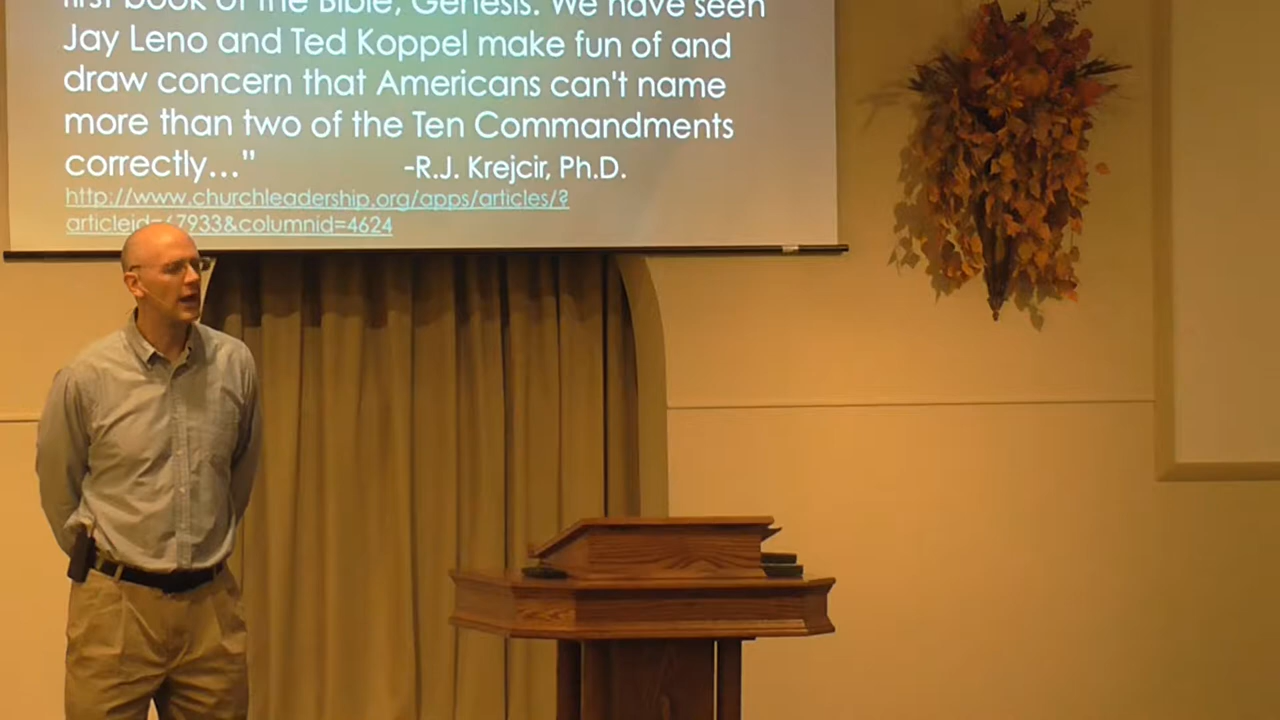 first book of the Bible, Genesis. We have seen
Jay Leno and Ted Koppel make fun of and
draw concern that Americans can't name
more than two of the Ten Commandments
correctly…" -R.J. Krejcir, Ph.D.
http://www.churchleadership.org/apps/articles/?
articleid=67933&columnid=4624